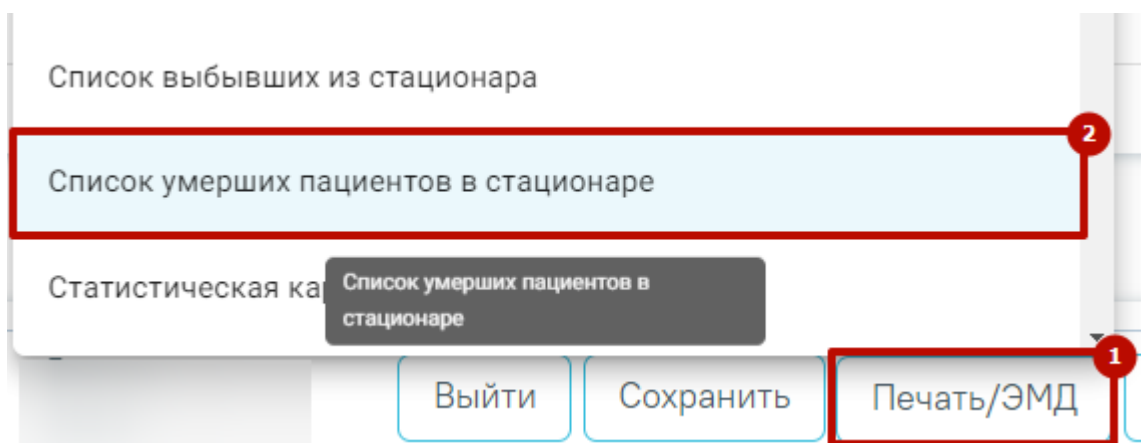 Список выбывших из стационара
2
Список умерших пациентов в стационаре
Статистическая
Список умерших пациентов в
стационаре
1
Выйти
Сохранить
Печать/ЭМД